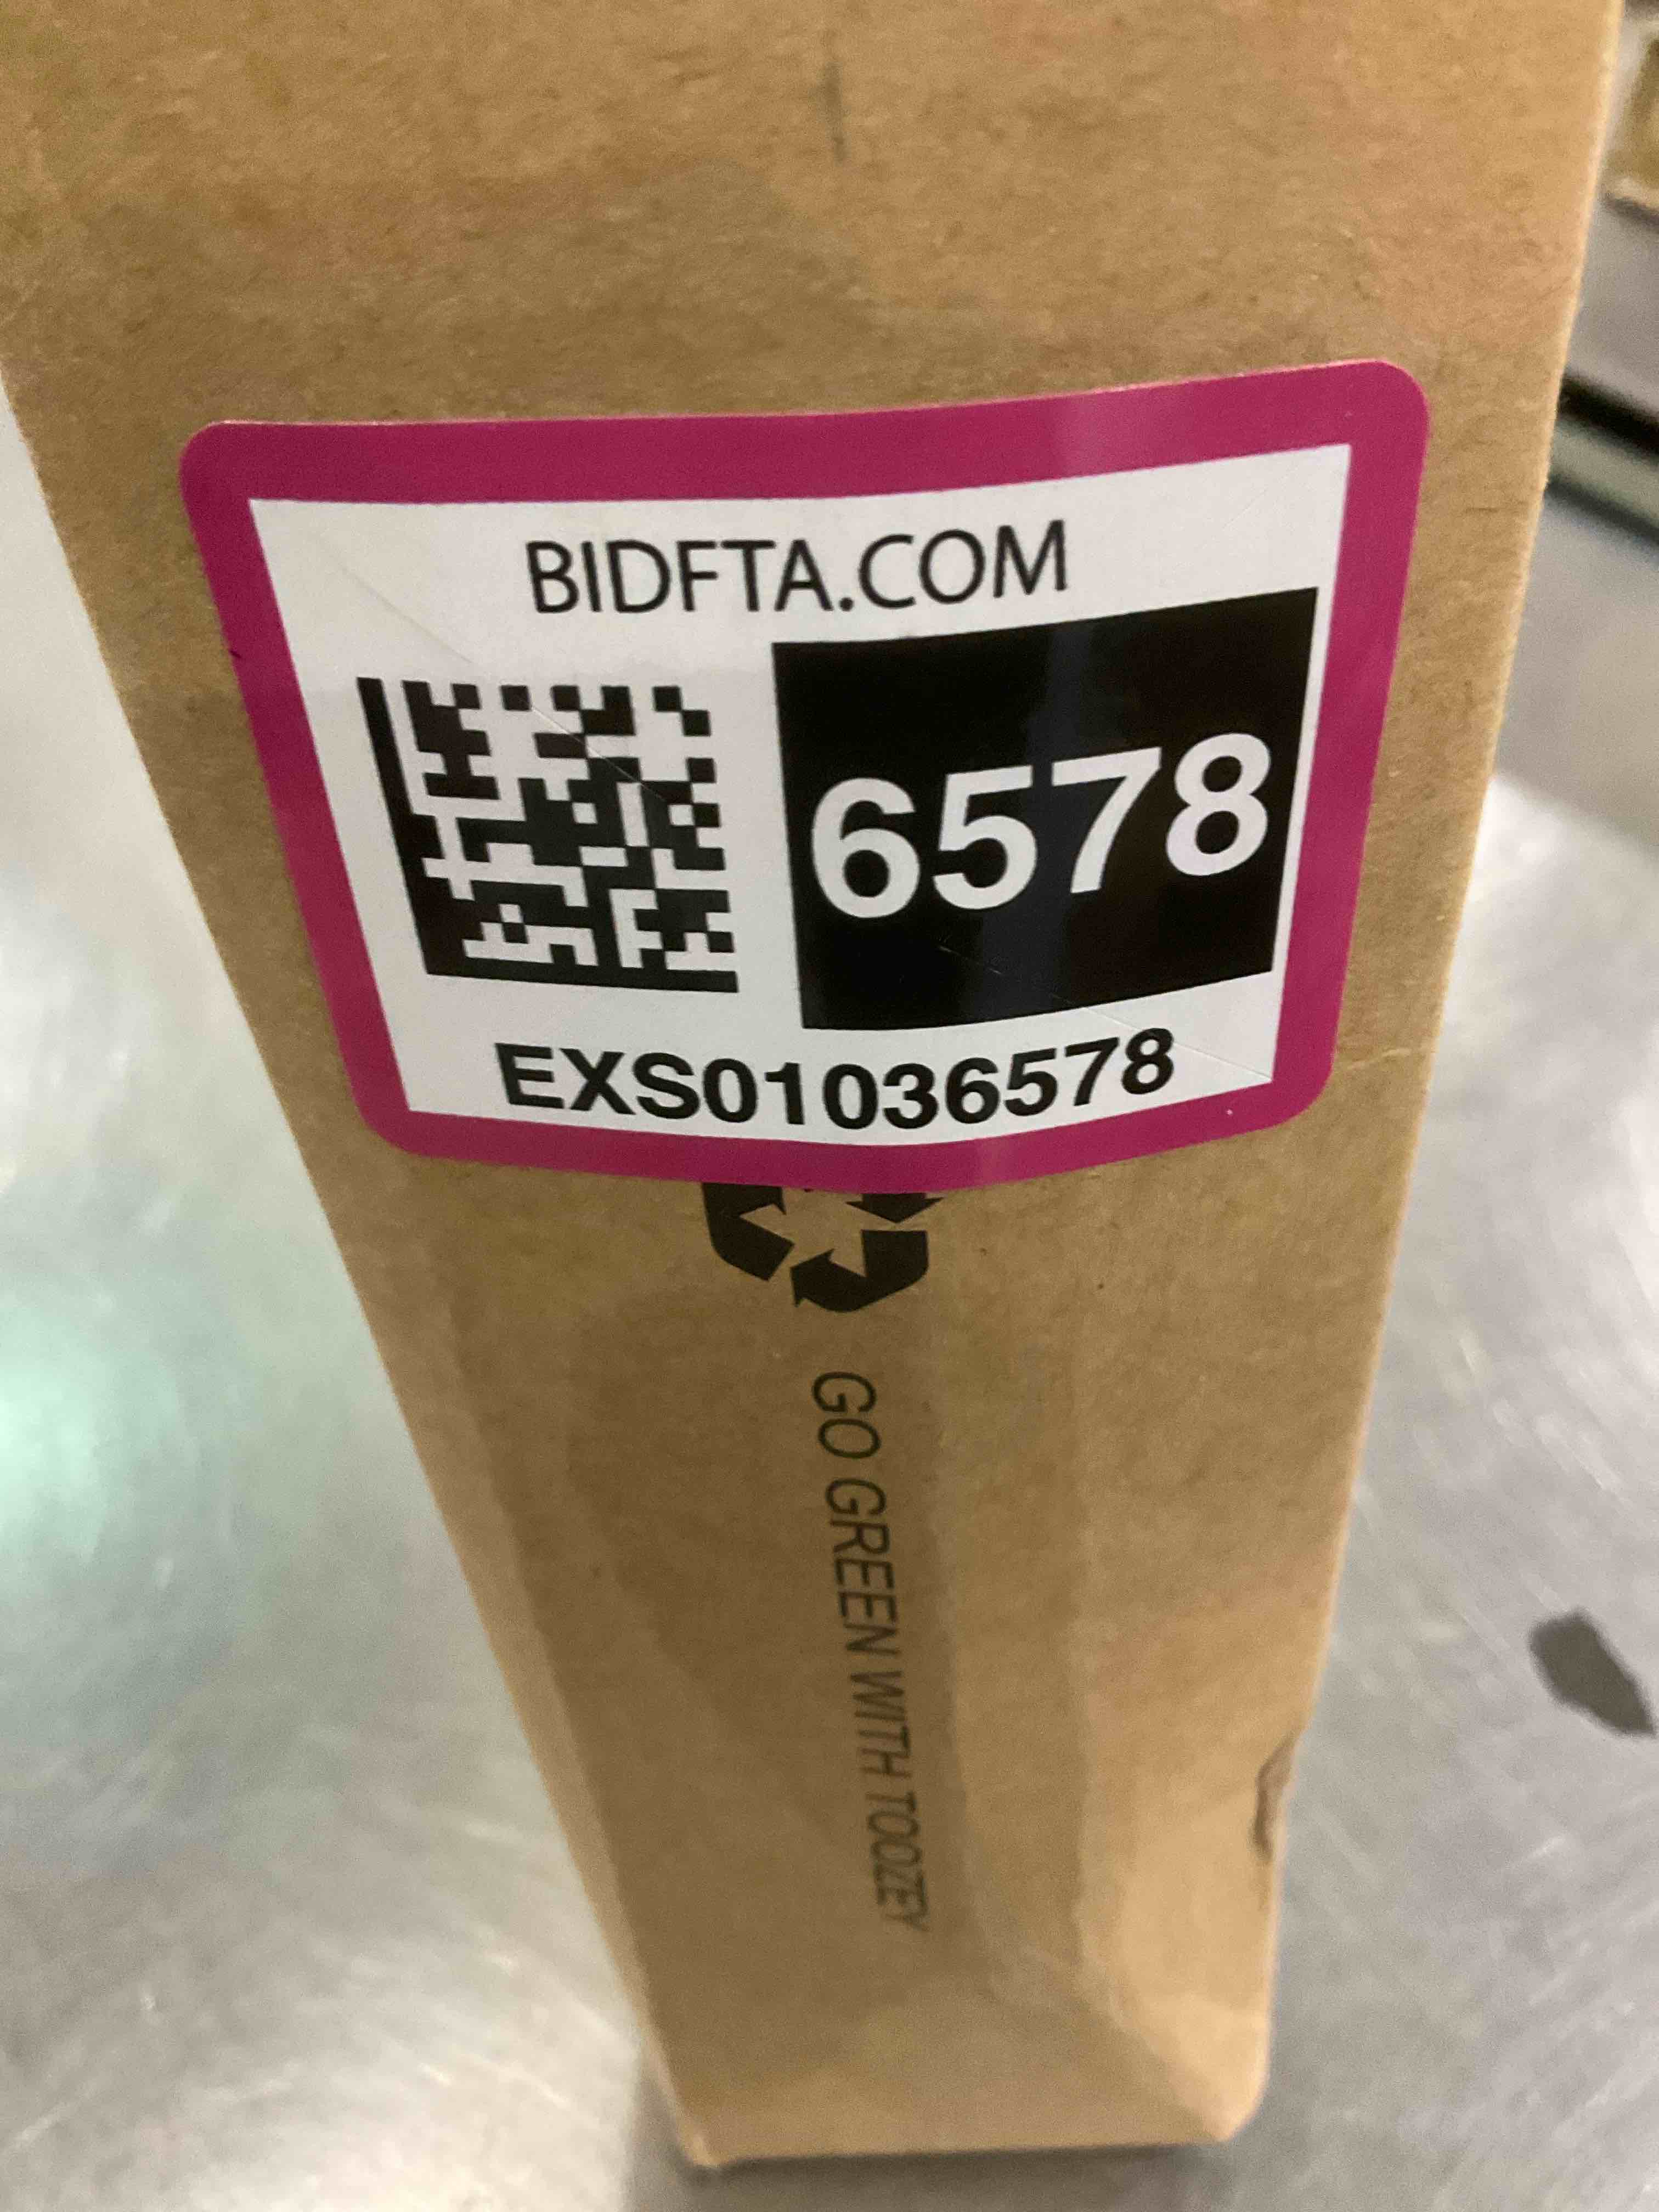 BIDFTA.COM
6578
EXS01036578
GO GREEN WITH TOOZEY